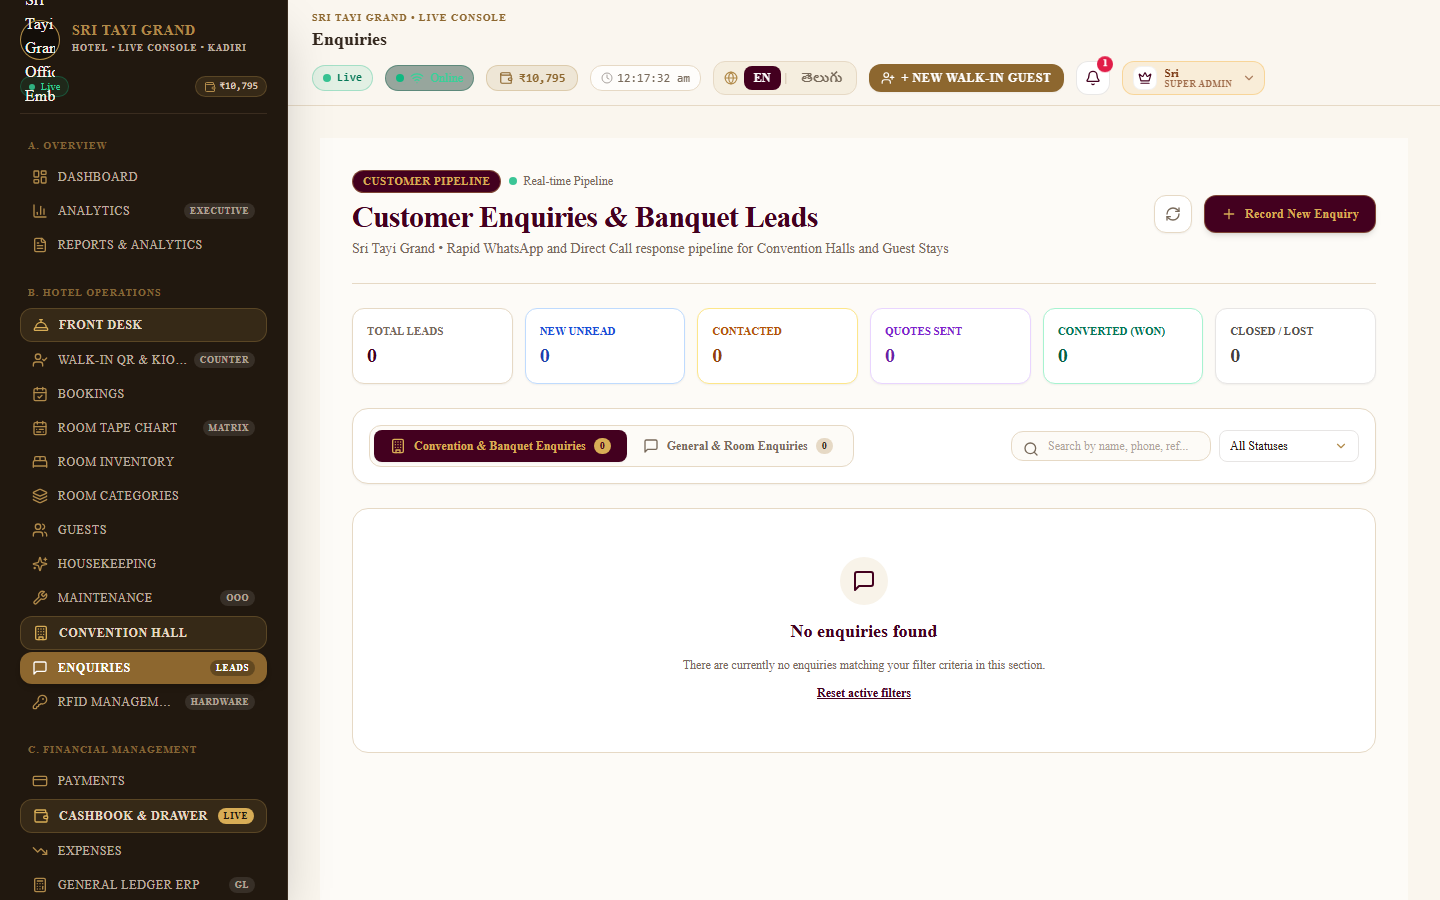 Sri
Tayi
Gran
Offic
Emb
SRI TAYI GRAND
HOTEL • LIVE CONSOLE • KADIRI
Live
₹10,795
A. OVERVIEW
DASHBOARD
ANALYTICS
EXECUTIVE
REPORTS & ANALYTICS
B. HOTEL OPERATIONS
FRONT DESK
WALK-IN QR & KIO...
COUNTER
BOOKINGS
ROOM TAPE CHART
MATRIX
ROOM INVENTORY
ROOM CATEGORIES
GUESTS
HOUSEKEEPING
MAINTENANCE
OOO
CONVENTION HALL
ENQUIRIES
LEADS
RFID MANAGEM...
HARDWARE
C. FINANCIAL MANAGEMENT
PAYMENTS
CASHBOOK & DRAWER
LIVE
EXPENSES
GENERAL LEDGER ERP
GL
SRI TAYI GRAND • LIVE CONSOLE
Enquiries
Live
₹10,795
12:17:32 am
EN
తెలుగు
+ NEW WALK-IN GUEST
1
Sri
SUPER ADMIN
CUSTOMER PIPELINE
Real-time Pipeline
Customer Enquiries & Banquet Leads
Sri Tayi Grand • Rapid WhatsApp and Direct Call response pipeline for Convention Halls and Guest Stays
Record New Enquiry
TOTAL LEADS
0
NEW UNREAD
0
CONTACTED
0
QUOTES SENT
0
CONVERTED (WON)
0
CLOSED / LOST
0
Convention & Banquet Enquiries
0
General & Room Enquiries
0
Search by name, phone, ref...
All Statuses
No enquiries found
There are currently no enquiries matching your filter criteria in this section.
Reset active filters